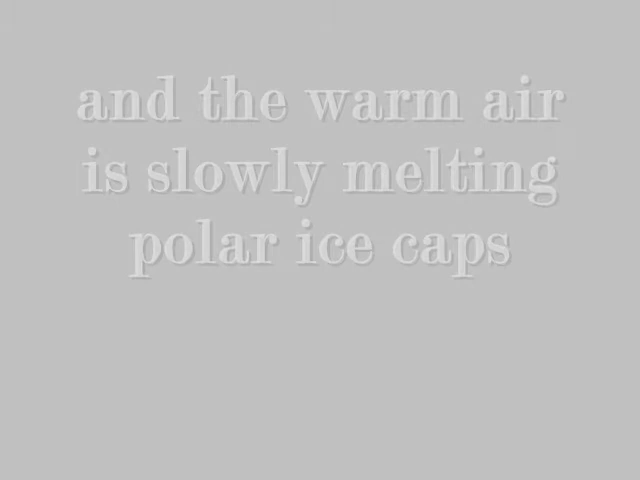 and the warm air
is slowly melting
polar ice caps